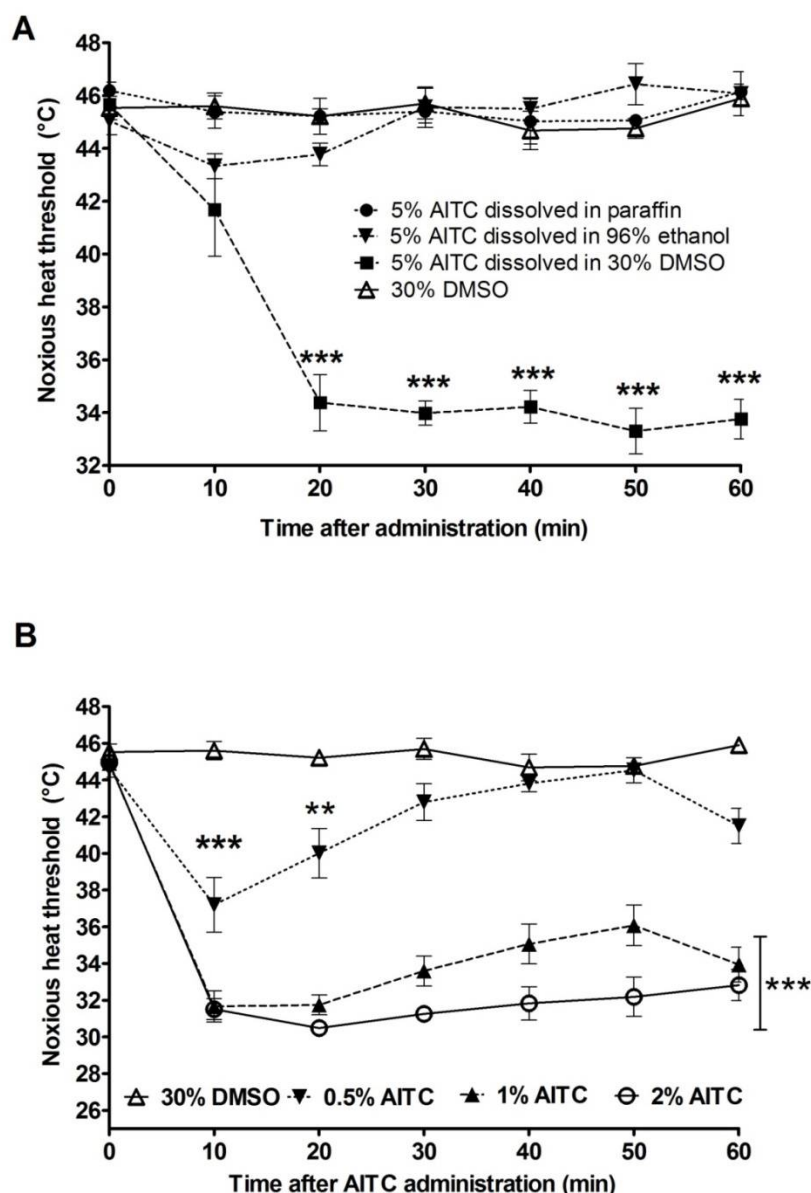 A
Noxious heat threshold (°C)
48
46
44
42
40
38
36
34
32
5% AITC dissolved in paraffin
5% AITC dissolved in 96% ethanol
5% AITC dissolved in 30% DMSO
30% DMSO
*** *** *** *** ***
0 10 20 30 40 50 60
Time after administration (min)
B
Noxious heat threshold (°C)
48
46
44
42
40
38
36
34
32
30
28
26
*** **
***
30% DMSO 0.5% AITC 1% AITC 2% AITC
0 10 20 30 40 50 60
Time after AITC administration (min)